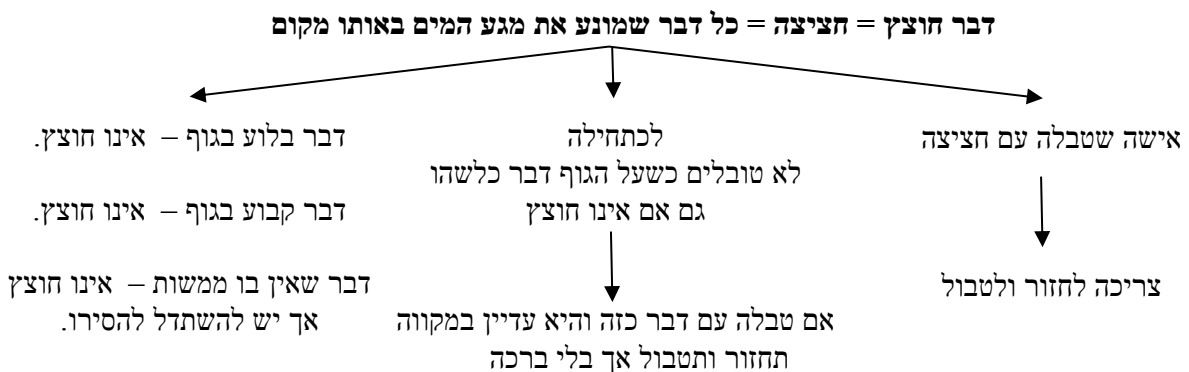 דבר חוצץ = חציצה = כל דבר שמונע את מגע המים באותו מקום
אישה שטבלה עם חציצה
צריכה לחזור ולטבול
לכתחילה
לא טובלים כשעל הגוף דבר כלשהו
גם אם אינו חוצץ
אם טבלה עם דבר כזה והיא עדיין במקווה
תחזור ותטבול אך בלי ברכה
דבר בלוע בגוף – אינו חוצץ.
דבר קבוע בגוף – אינו חוצץ.
דבר שאין בו ממשות – אינו חוצץ
אך יש להשתדל להסירו.